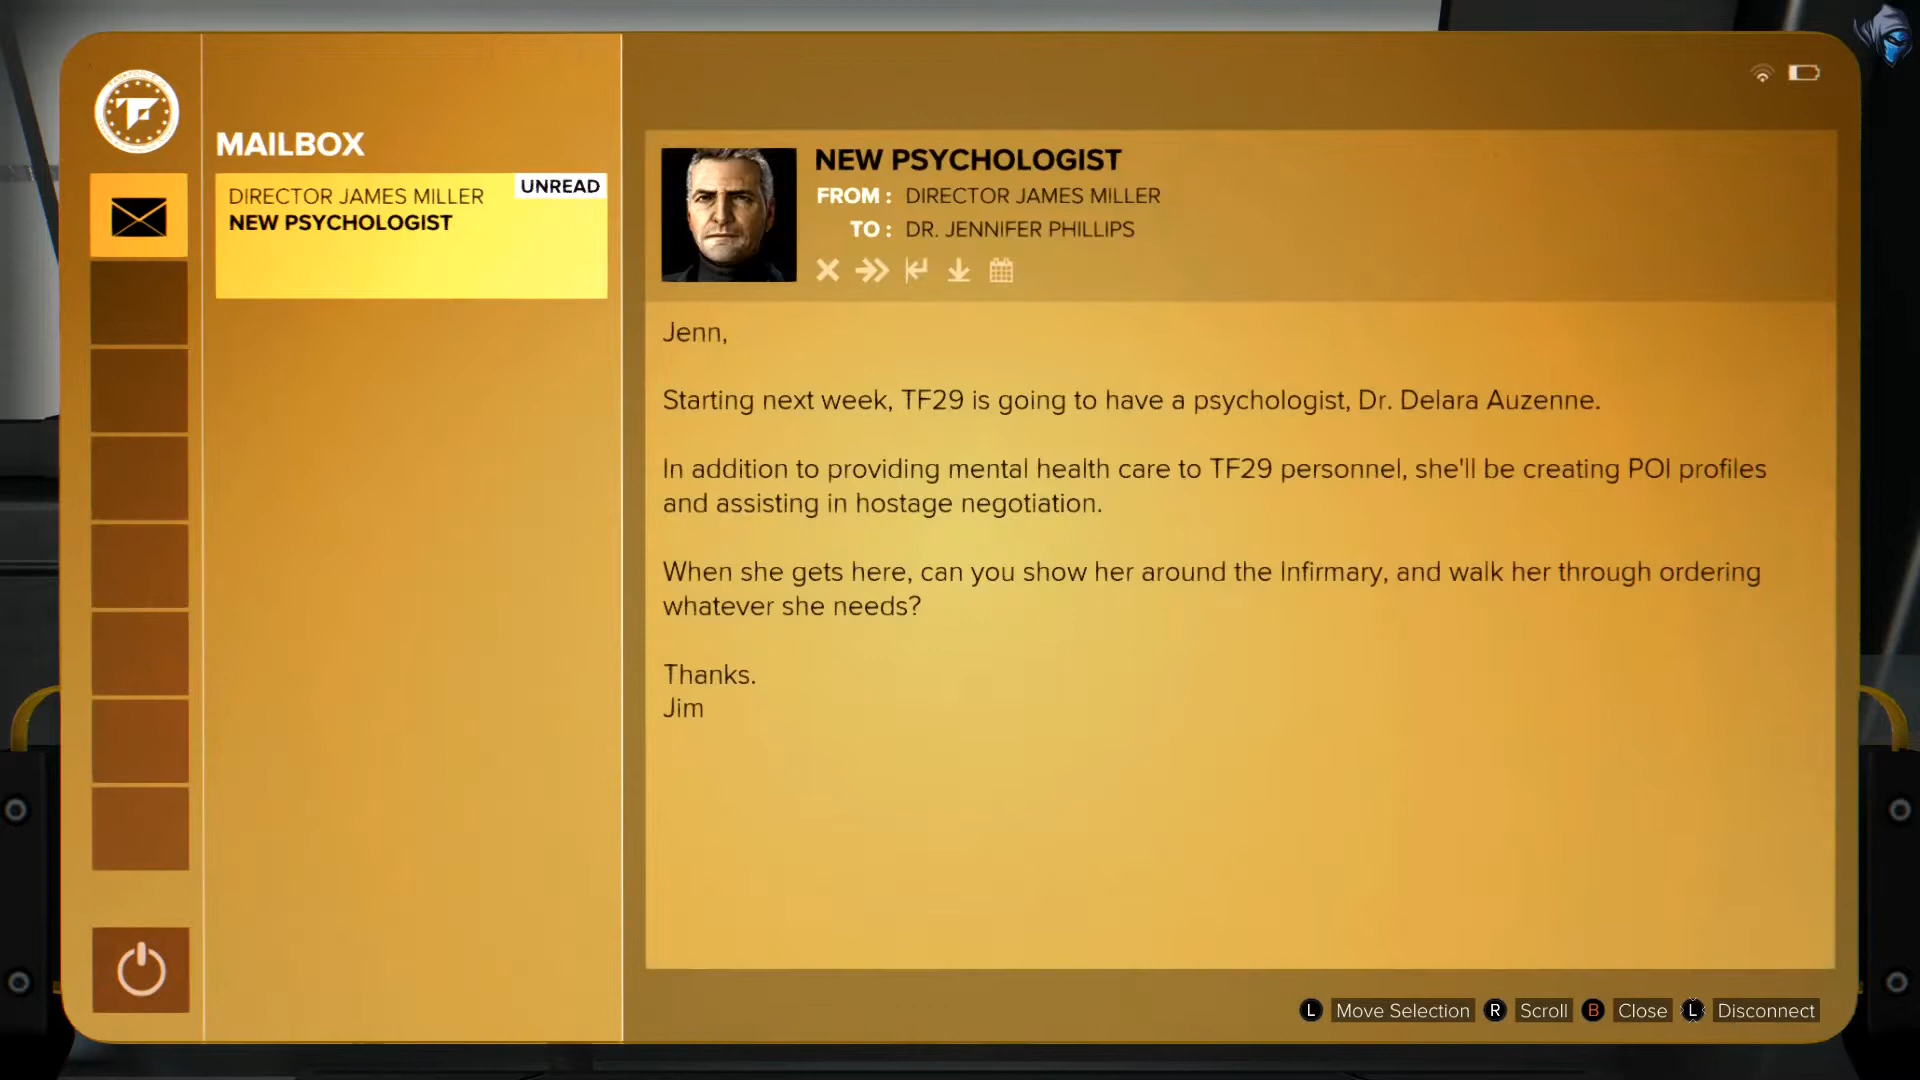 MAILBOX
DIRECTOR JAMES MILLER
UNREAD
NEW PSYCHOLOGIST
NEW PSYCHOLOGIST
FROM : DIRECTOR JAMES MILLER
TO : DR. JENNIFER PHILLIPS
Jenn,
Starting next week, TF29 is going to have a psychologist, Dr. Delara Auzenne.
In addition to providing mental health care to TF29 personnel, she'll be creating POI profiles
and assisting in hostage negotiation.
When she gets here, can you show her around the Infirmary, and walk her through ordering
whatever she needs?
Thanks.
Jim
L Move Selection R Scroll B Close L Disconnect